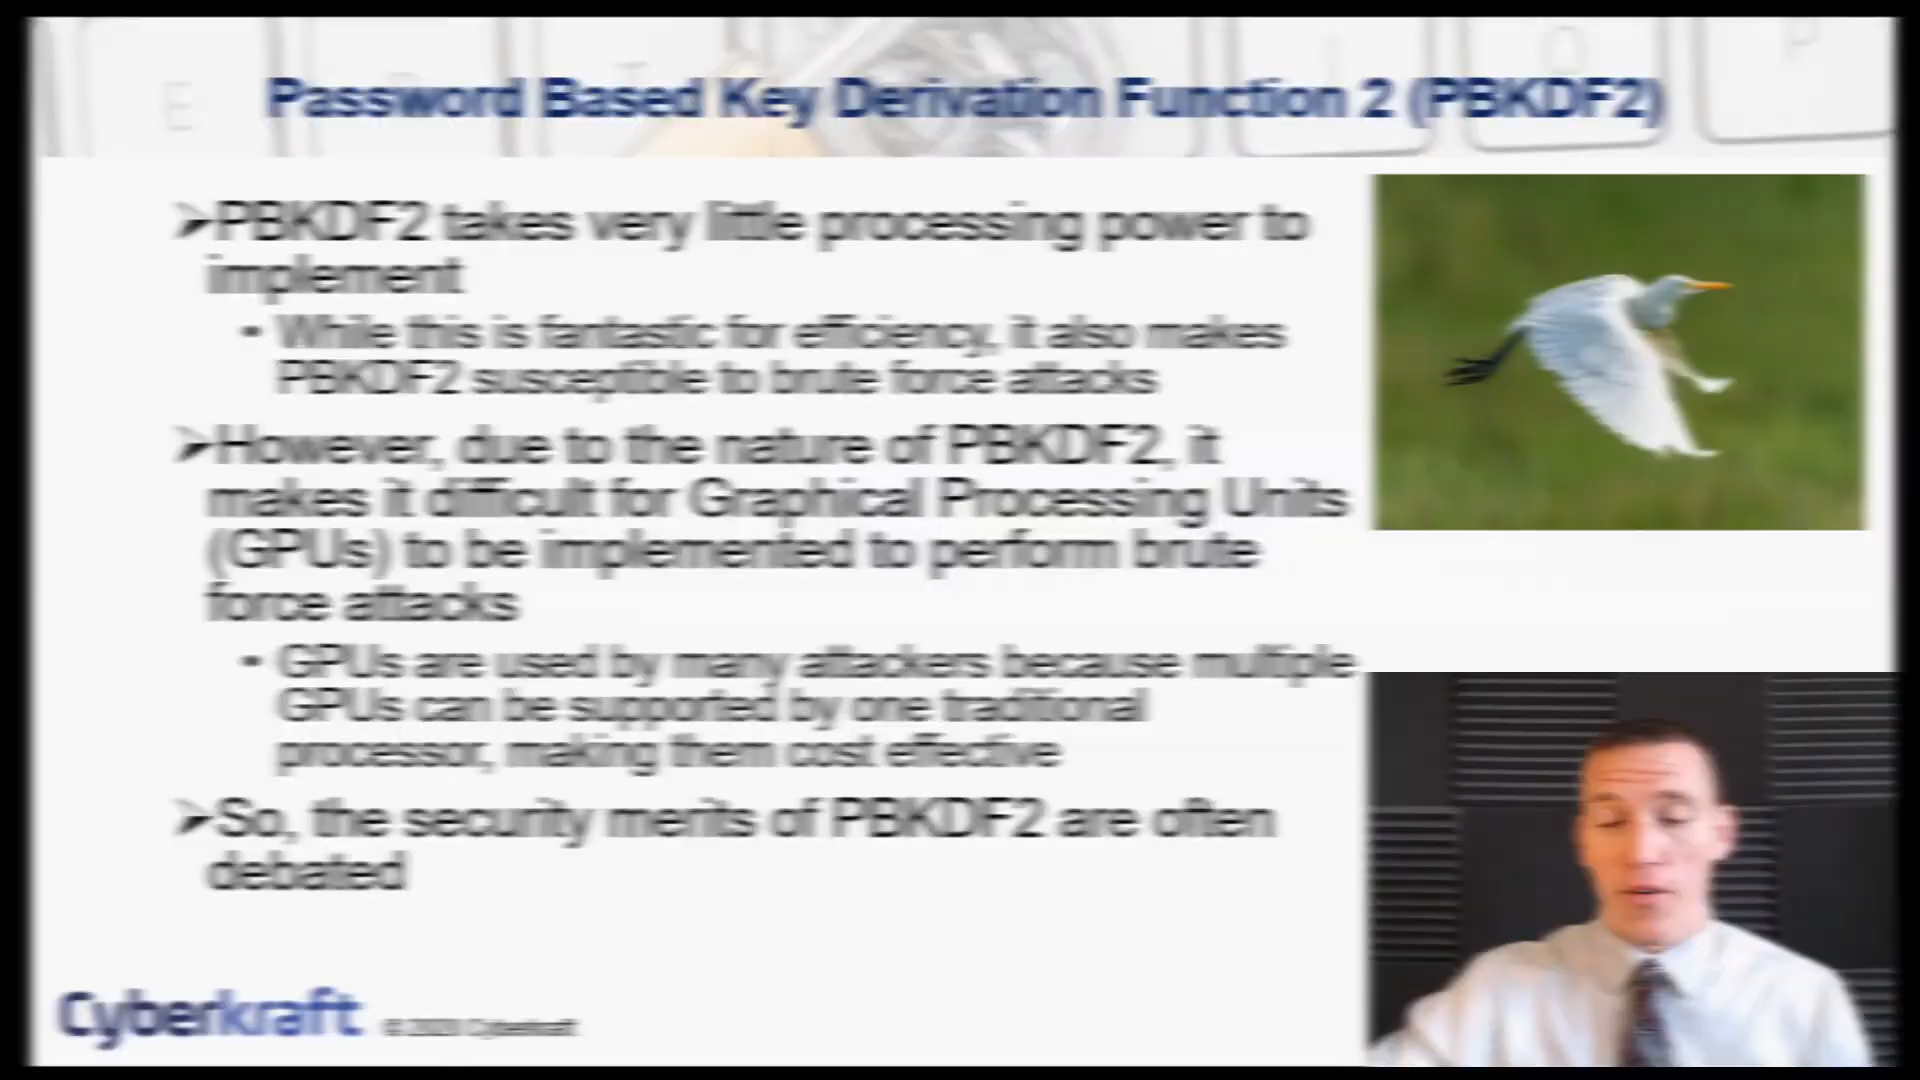 Password Based Key Derivation Function 2 (PBKDF2)
➢PBKDF2 takes very little processing power to
implement
• While this is fantastic for efficiency, it also makes
PBKDF2 susceptible to brute force attacks
➢However, due to the nature of PBKDF2, it
makes it difficult for Graphical Processing Units
(GPUs) to be implemented to perform brute
force attacks
• GPUs are used by many attackers because multiple
GPUs can be supported by one traditional
processor, making them cost effective
➢So, the security merits of PBKDF2 are often
debated
Cyberkraft © Cyberkraft